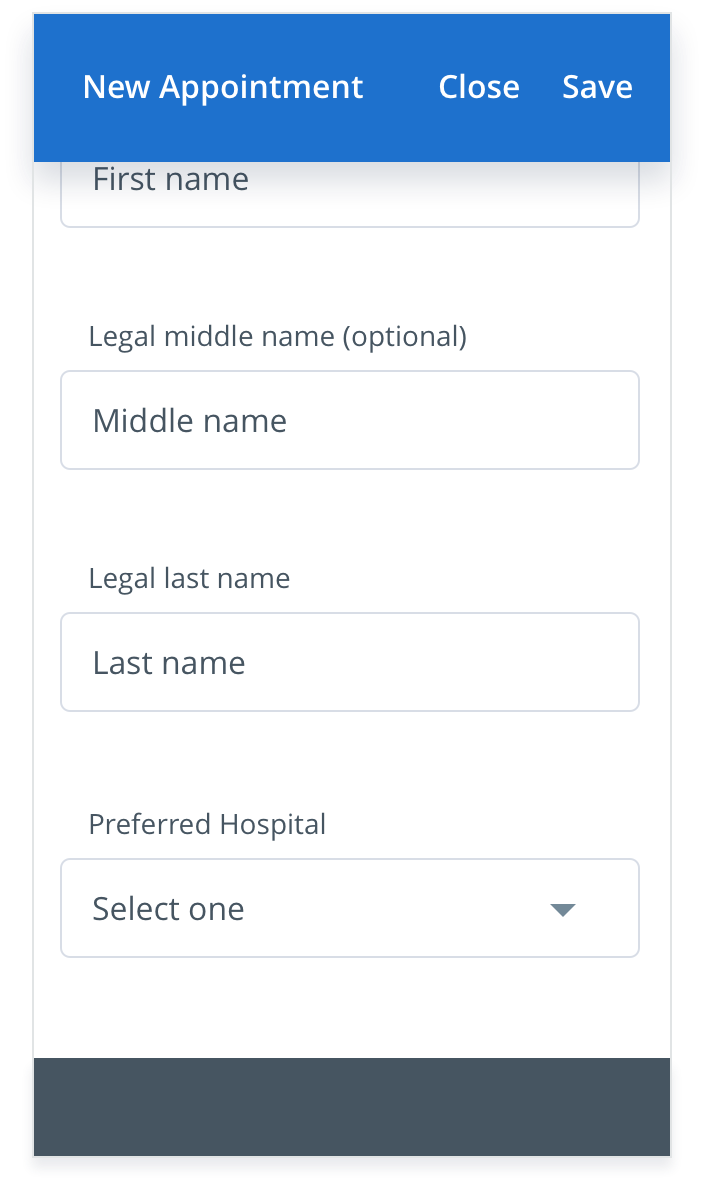 New Appointment Close Save
First name
Legal middle name (optional)
Middle name
Legal last name
Last name
Preferred Hospital
Select one